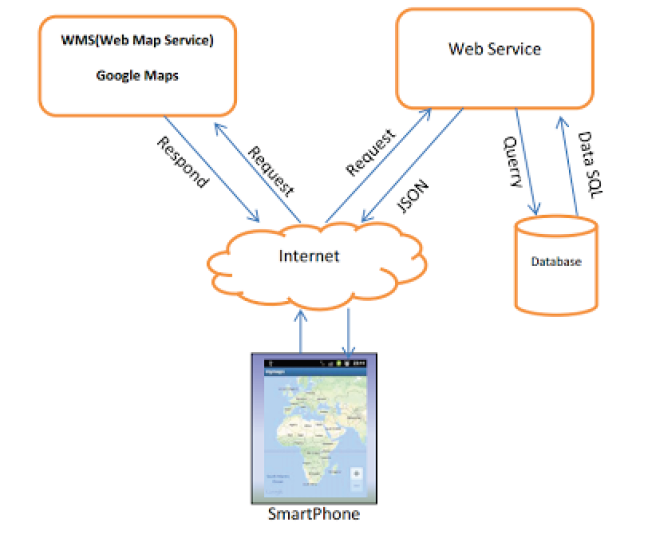 WMS(Web Map Service)
Google Maps
Web Service
Respond
Request
Request
JSON
Querry
Data SQL
Internet
Database
SmartPhone